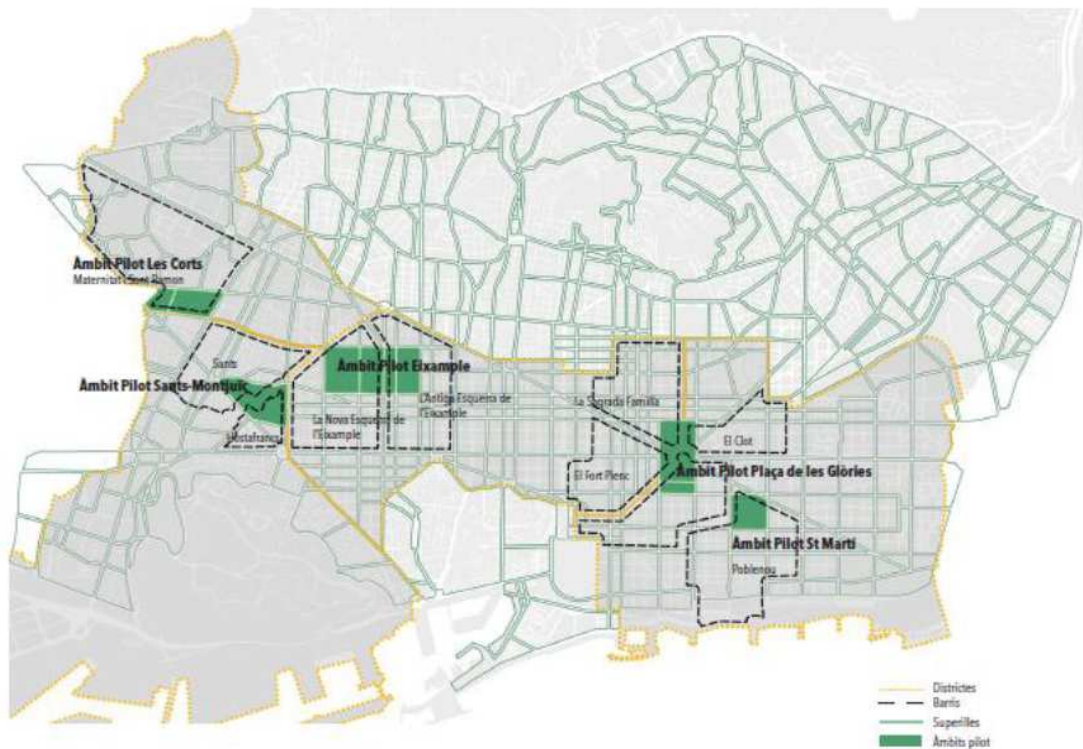 Àmbit Pilot Les Corts
Maternitat i Sant Ramon
Sants
Àmbit Pilot Sants-Montjuïc
Hostafrancs
Àmbit Pilot Eixample
L'Antiga Esquerra de
l'Eixample
La Nova Esquerra de
l'Eixample
La Sagrada Família
El Clot
El Fort Pienc
Àmbit Pilot Plaça de les Glòries
Àmbit Pilot St Martí
Poblenou
Districtes
Barris
Superilles
Àmbits pilot